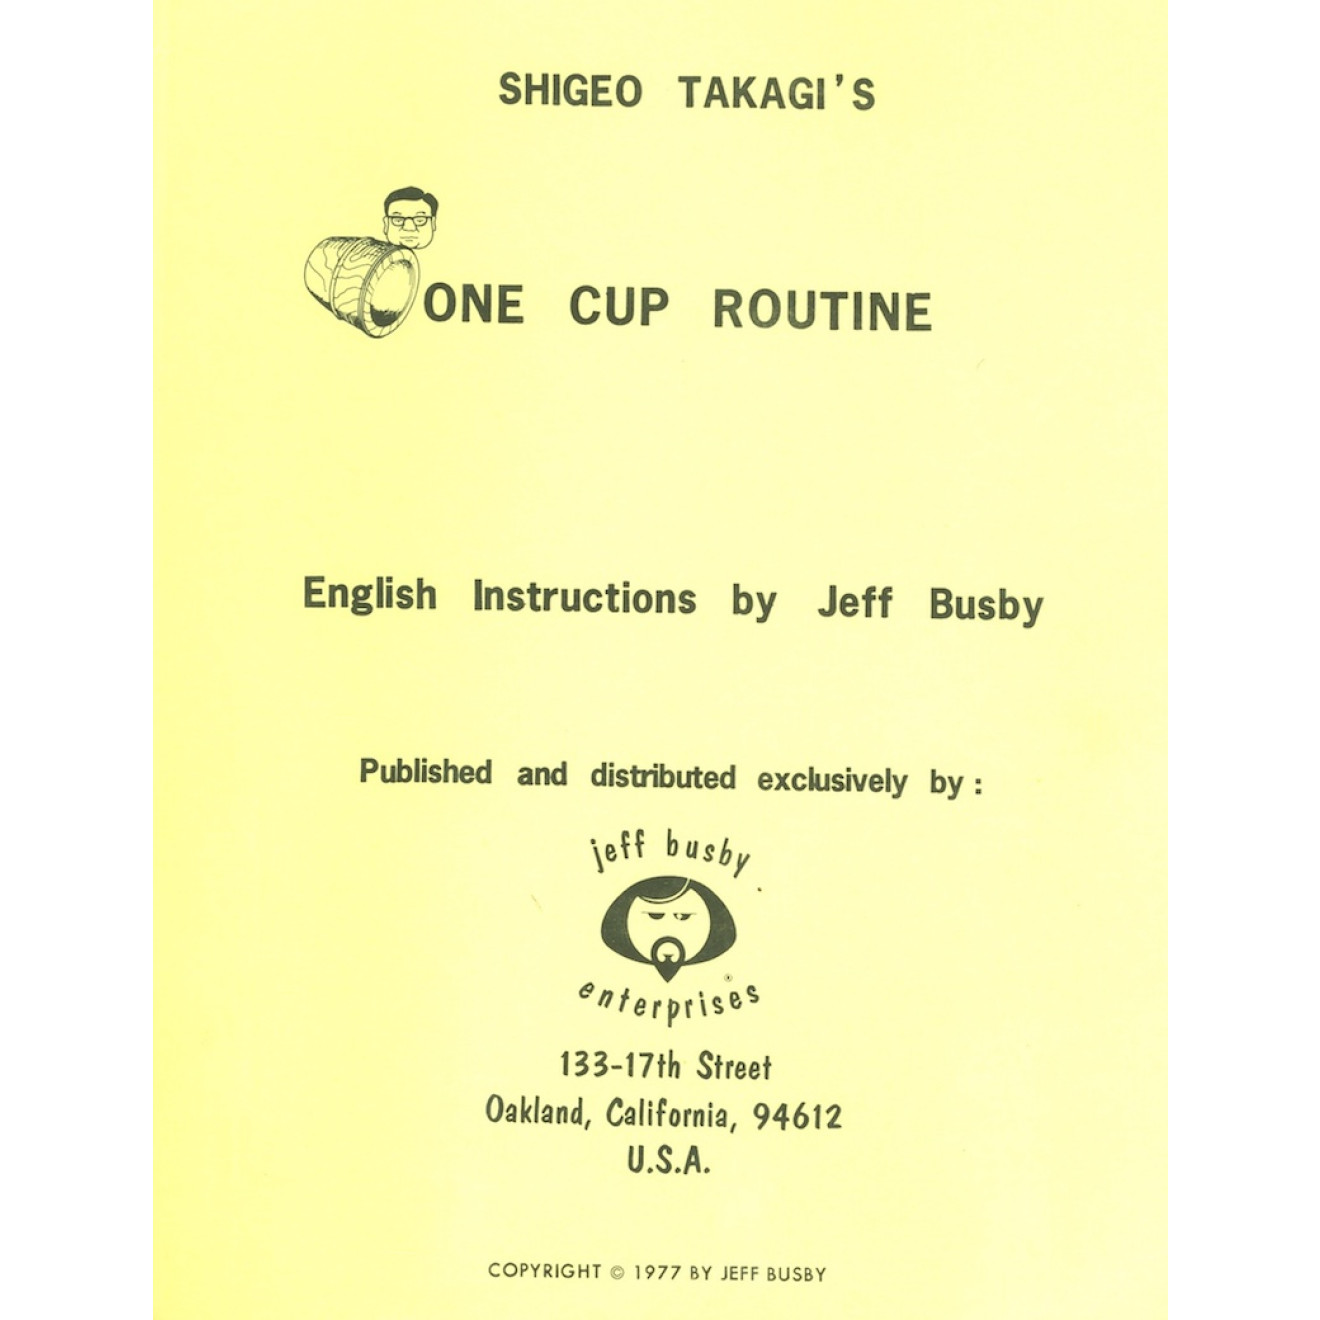 SHIGEO TAKAGI'S
ONE CUP ROUTINE
English Instructions by Jeff Busby
Published and distributed exclusively by:
jeff busby
enterprises
®
133-17th Street
Oakland, California, 94612
U.S.A.
COPYRIGHT © 1977 BY JEFF BUSBY